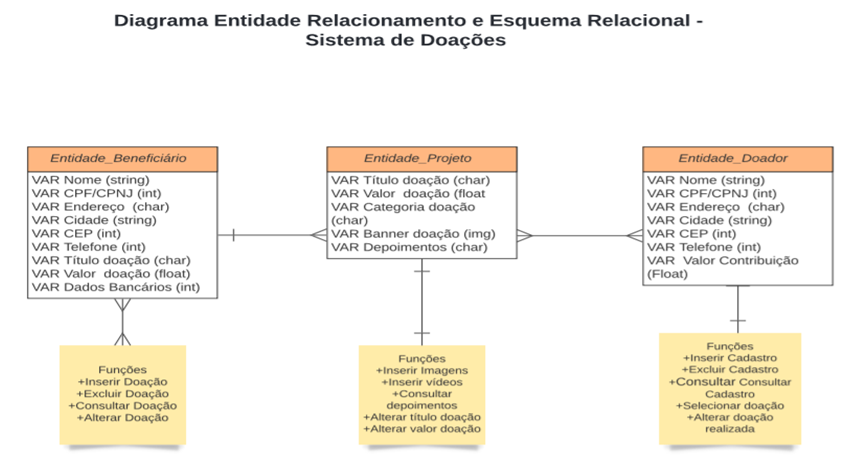 Diagrama Entidade Relacionamento e Esquema Relacional -
Sistema de Doações
Entidade_Beneficiário
VAR Nome (string)
VAR CPF/CPNJ (int)
VAR Endereço  (char)
VAR Cidade (string)
VAR CEP (int)
VAR Telefone (int)
VAR Título doação (char)
VAR Valor  doação (float)
VAR Dados Bancários (int)
Funções
+Inserir Doação
+Excluir Doação
+Consultar Doação
+Alterar Doação
Entidade_Projeto
VAR Título doação (char)
VAR Valor  doação (float
VAR Categoria doação
(char)
VAR Banner doação (img)
VAR Depoimentos (char)
Funções
+Inserir Imagens
+Inserir vídeos
+Consultar
depoimentos
+Alterar título doação
+Alterar valor doação
Entidade_Doador
VAR Nome (string)
VAR CPF/CPNJ (int)
VAR Endereço  (char)
VAR Cidade (string)
VAR CEP (int)
VAR Telefone (int)
VAR  Valor Contribuição
(Float)
Funções
+Inserir Cadastro
+Excluir Cadastro
+Consultar Consultar
Cadastro
+Selecionar doação
+Alterar doação
realizada